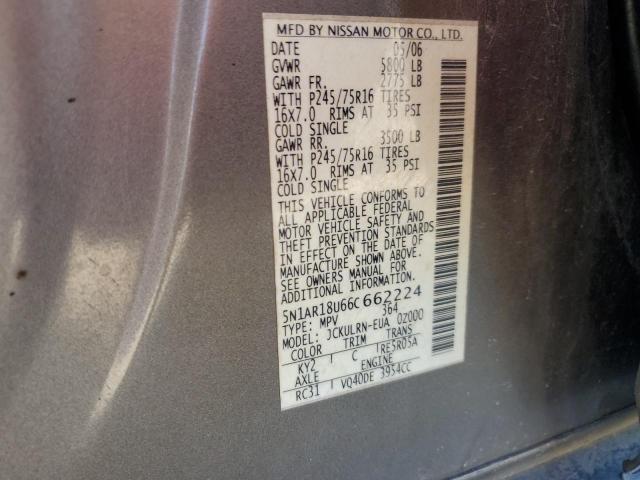 MFD BY NISSAN MOTOR CO., LTD.
DATE 05/06
GVWR 5800 LB
GAWR FR. 2775 LB
WITH P245/75R16 TIRES
16X7.0 RIMS AT 35 PSI
COLD SINGLE
GAWR RR. 3500 LB
WITH P245/75R16 TIRES
16X7.0 RIMS AT 35 PSI
COLD SINGLE
THIS VEHICLE CONFORMS TO
ALL APPLICABLE FEDERAL
MOTOR VEHICLE SAFETY AND
THEFT PREVENTION STANDARDS
IN EFFECT ON THE DATE OF
MANUFACTURE SHOWN ABOVE.
SEE OWNERS MANUAL FOR
ADDITIONAL INFORMATION
5N1AR18U66C662224
TYPE: MPV 364
MODEL: JCKULRN-EUA 0Z000
COLOR TRIM TRANS
KY2 C RE5R05A
AXLE ENGINE
RC31 VQ40DE 3954CC